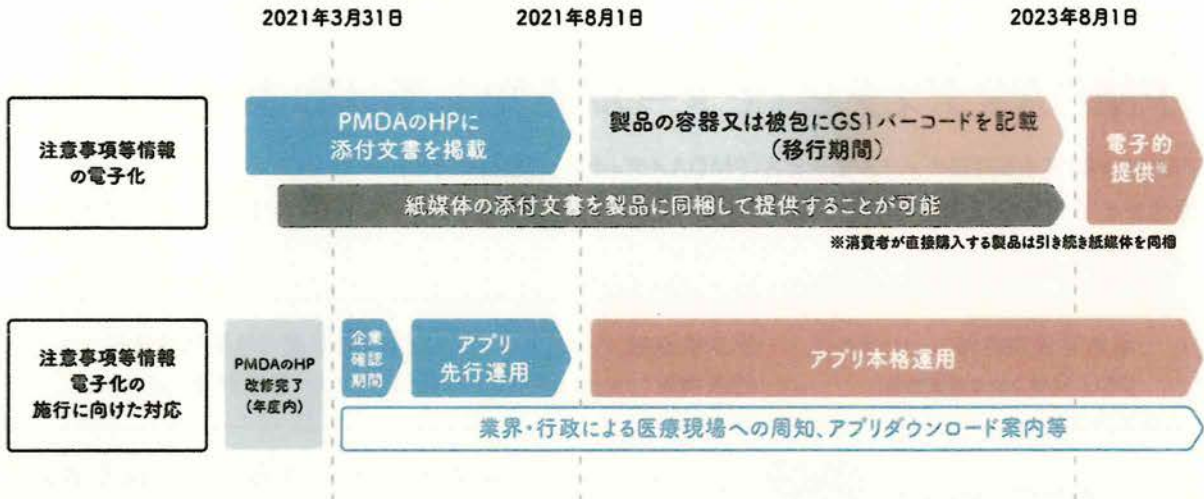 2021年3月31日
2021年8月1日
2023年8月1日
注意事項等情報
の電子化
PMDAのHPに
添付文書を掲載
製品の容器又は被包にGS1バーコードを記載
(移行期間)
電子的
提供※
紙媒体の添付文書を製品に同梱して提供することが可能
※消費者が直接購入する製品は引き続き紙媒体を同梱
注意事項等情報
電子化の
施行に向けた対応
PMDAのHP
改修完了
(年度内)
企業
確認
期間
アプリ
先行運用
アプリ本格運用
業界・行政による医療現場への周知、アプリダウンロード案内等